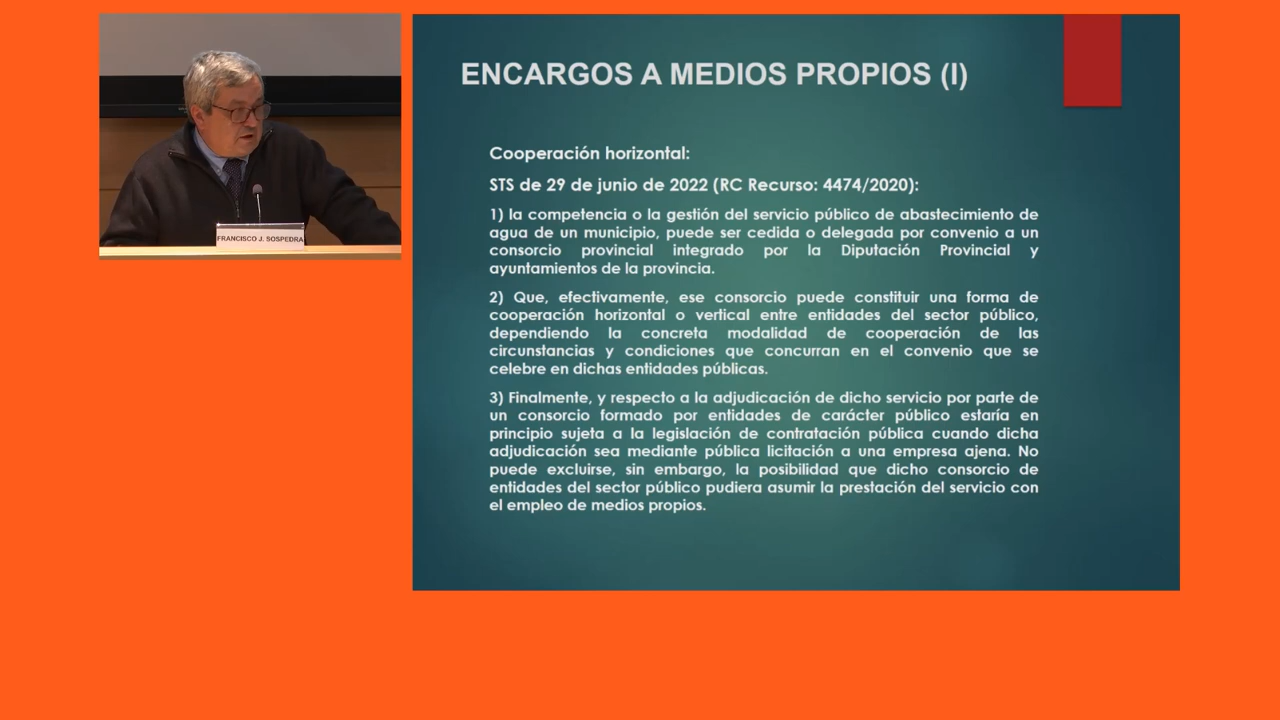 FRANCISCO J. SOSPEDRA
ENCARGOS A MEDIOS PROPIOS (I)
Cooperación horizontal:
STS de 29 de junio de 2022 (RC Recurso: 4474/2020):
1) la competencia o la gestión del servicio público de abastecimiento de
agua de un municipio, puede ser cedida o delegada por convenio a un
consorcio provincial integrado por la Diputación Provincial y
ayuntamientos de la provincia.
2) Que, efectivamente, ese consorcio puede constituir una forma de
cooperación horizontal o vertical entre entidades del sector público,
dependiendo la concreta modalidad de cooperación de las
circunstancias y condiciones que concurran en el convenio que se
celebre en dichas entidades públicas.
3) Finalmente, y respecto a la adjudicación de dicho servicio por parte de
un consorcio formado por entidades de carácter público estaría en
principio sujeta a la legislación de contratación pública cuando dicha
adjudicación sea mediante pública licitación a una empresa ajena. No
puede excluirse, sin embargo, la posibilidad que dicho consorcio de
entidades del sector público pudiera asumir la prestación del servicio con
el empleo de medios propios.